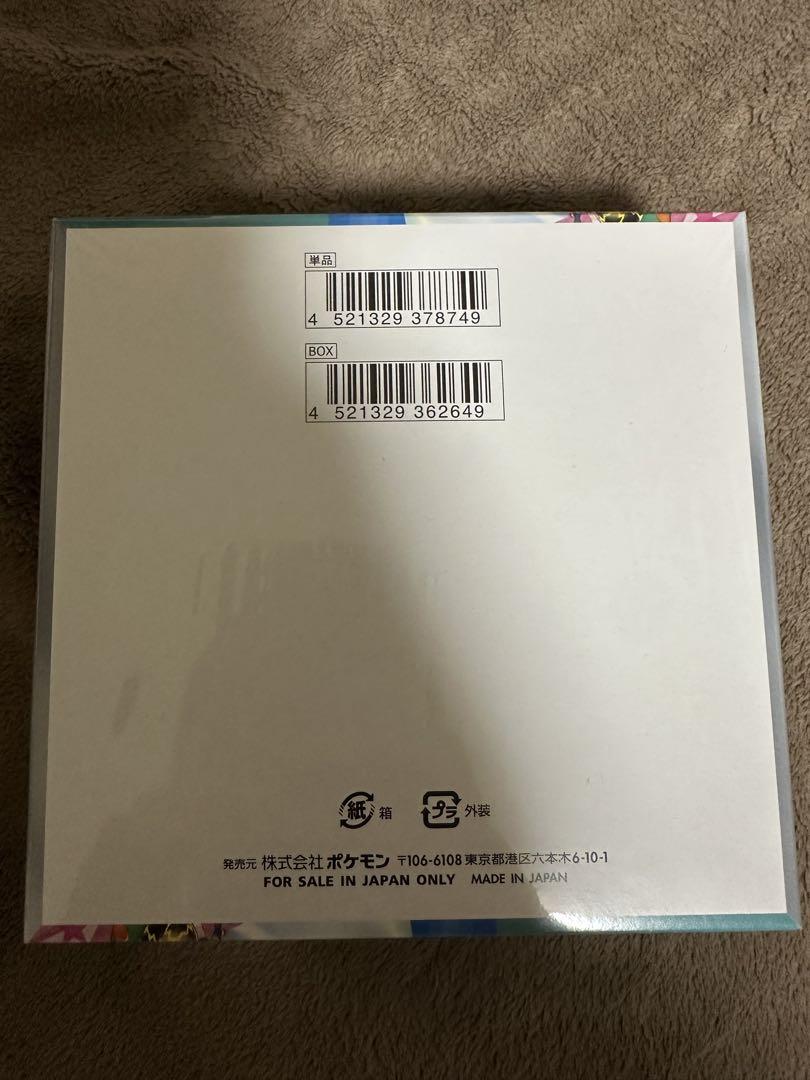 単品
4 521329 378749
BOX
4 521329 362649
紙 箱 プラ 外装
発売元 株式会社 ポケモン 〒106-6108 東京都港区六本木6-10-1
FOR SALE IN JAPAN ONLY MADE IN JAPAN